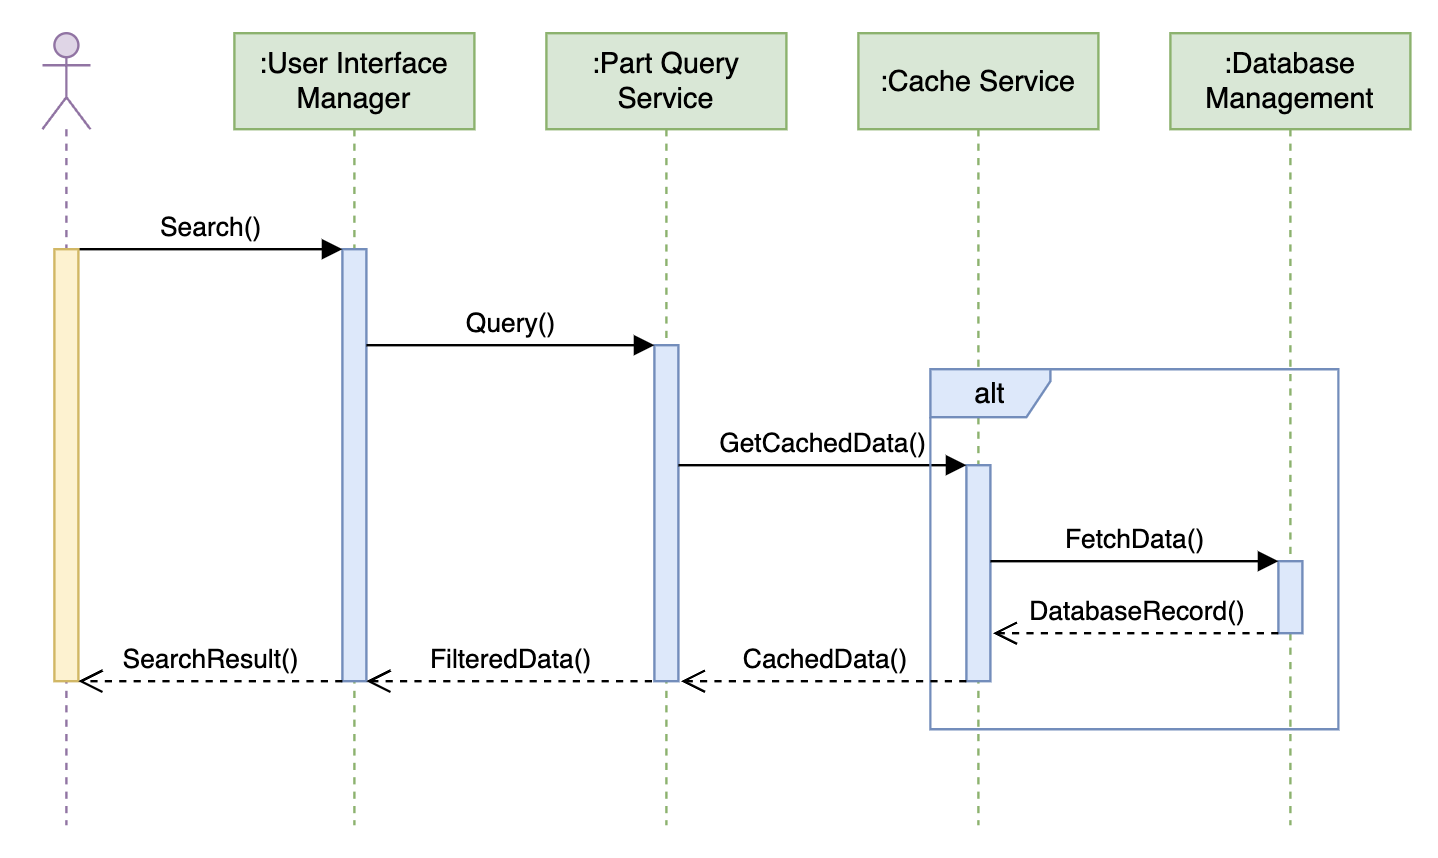 :User Interface
Manager
:Part Query
Service
:Cache Service
:Database
Management
Search()
Query()
alt
GetCachedData()
FetchData()
DatabaseRecord()
SearchResult()
FilteredData()
CachedData()